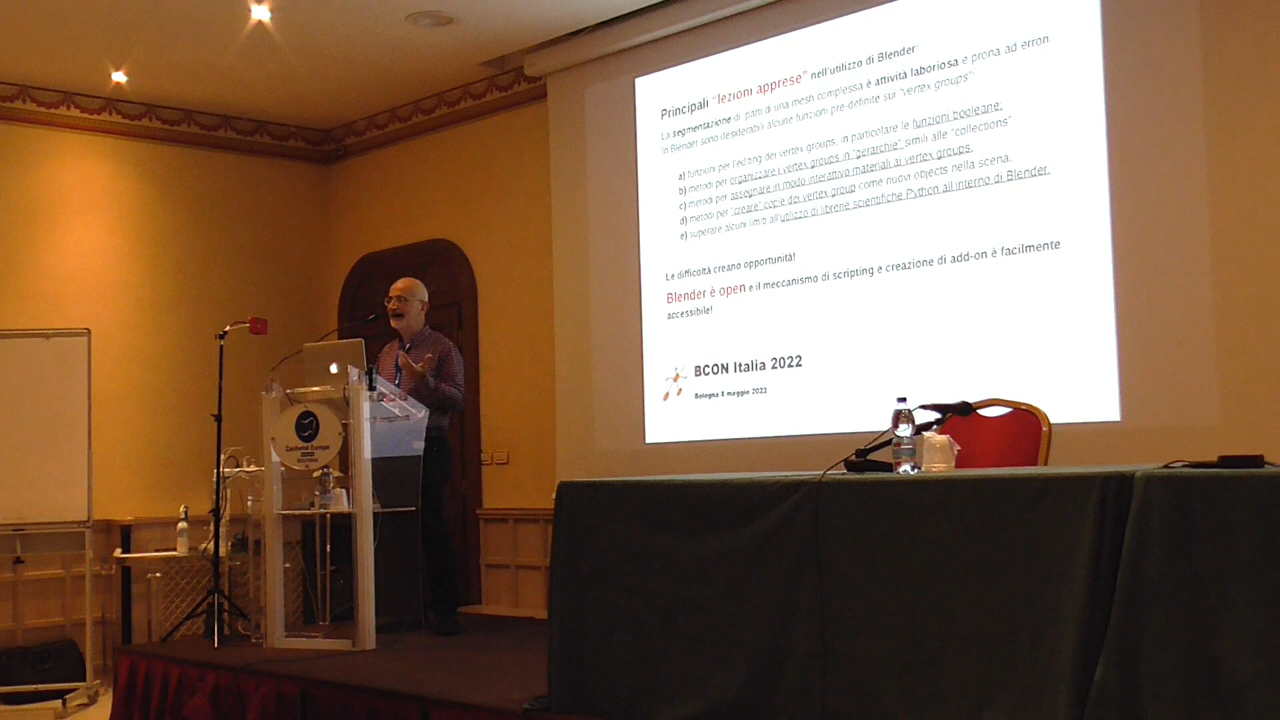 Principali "lezioni apprese" nell'utilizzo di Blender:
La segmentazione di parti di una mesh complessa è attività laboriosa e prona ad errori.
In Blender sono desiderabili alcune funzioni pre-definite sui "vertex groups":
a) funzioni per l'editing dei vertex groups, in particolare le funzioni booleane;
b) metodi per organizzare i vertex groups in "gerarchie" simili alle "collections"
c) metodi per assegnare in modo interattivo materiali ai vertex groups,
d) metodi per "creare" copie dei vertex group come nuovi objects nella scena,
e) superare alcuni limiti all'utilizzo di librerie scientifiche Python all'interno di Blender,
Le difficoltà creano opportunità!
Blender è open e il meccanismo di scripting e creazione di add-on è facilmente
accessibile!
BCON Italia 2022
Bologna 8 maggio 2022
Zanhotel Europa
BOLOGNA